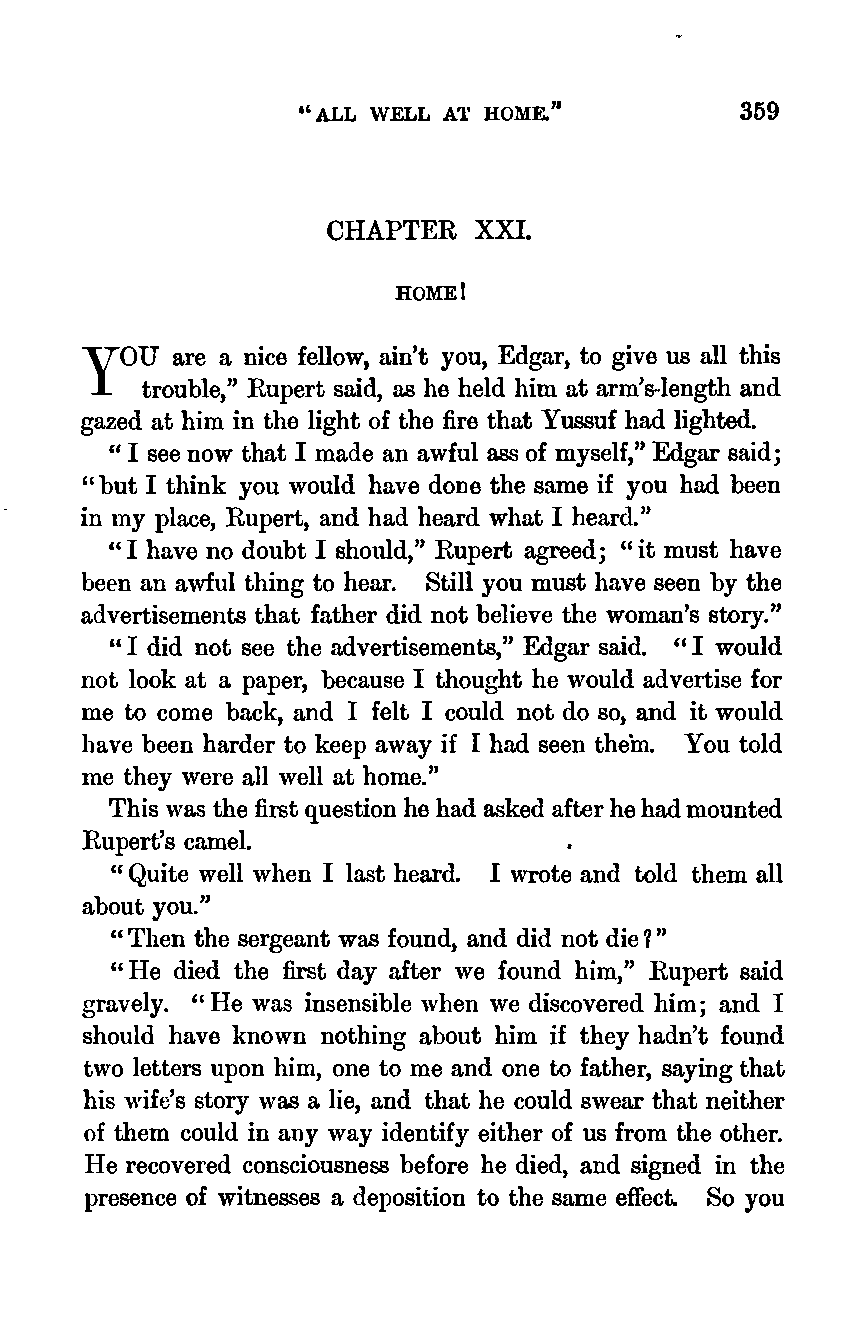 "ALL WELL AT HOME." 359
CHAPTER XXI.
HOME!
YOU are a nice fellow, ain't you, Edgar, to give us all this
trouble," Rupert said, as he held him at arm's-length and
gazed at him in the light of the fire that Yussuf had lighted.
"I see now that I made an awful ass of myself," Edgar said;
"but I think you would have done the same if you had been
in my place, Rupert, and had heard what I heard."
"I have no doubt I should," Rupert agreed; "it must have
been an awful thing to hear. Still you must have seen by the
advertisements that father did not believe the woman's story."
"I did not see the advertisements," Edgar said. "I would
not look at a paper, because I thought he would advertise for
me to come back, and I felt I could not do so, and it would
have been harder to keep away if I had seen them. You told
me they were all well at home."
This was the first question he had asked after he had mounted
Rupert's camel.
"Quite well when I last heard. I wrote and told them all
about you."
"Then the sergeant was found, and did not die?"
"He died the first day after we found him," Rupert said
gravely. "He was insensible when we discovered him; and I
should have known nothing about him if they hadn't found
two letters upon him, one to me and one to father, saying that
his wife's story was a lie, and that he could swear that neither
of them could in any way identify either of us from the other.
He recovered consciousness before he died, and signed in the
presence of witnesses a deposition to the same effect. So you